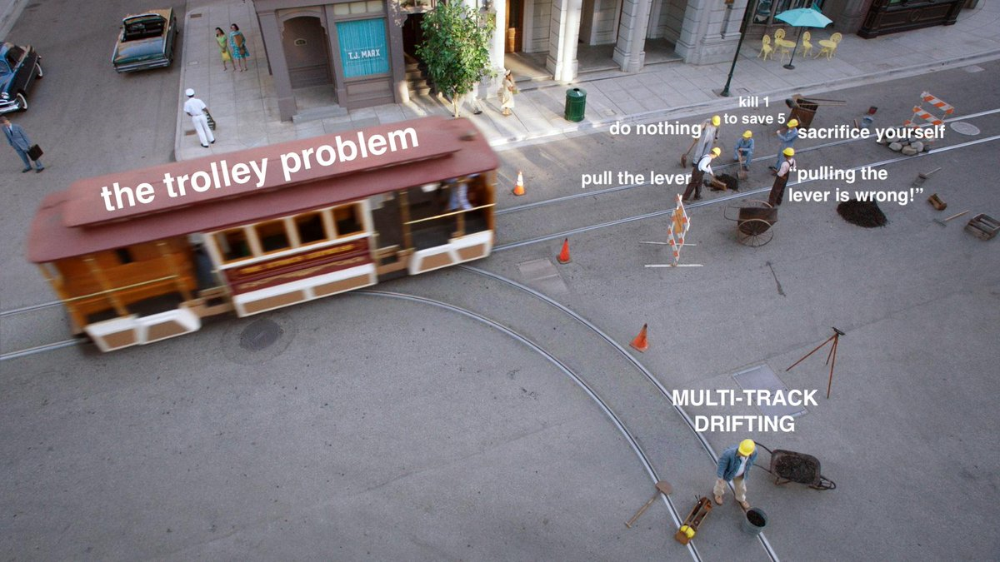 T.J. MARX
the trolley problem
kill 1
to save 5
do nothing
sacrifice yourself
pull the lever
“pulling the
lever is wrong!”
MULTI-TRACK
DRIFTING